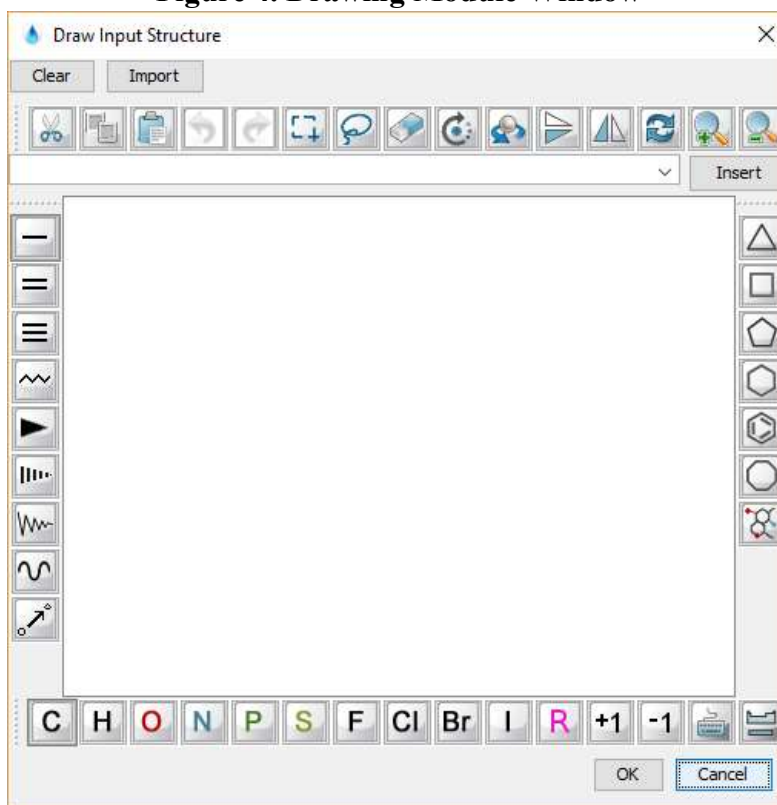 Figure 4. Drawing Module Window
Draw Input Structure
Clear Import
Insert
C H O N P S F Cl Br I R +1 -1
OK Cancel